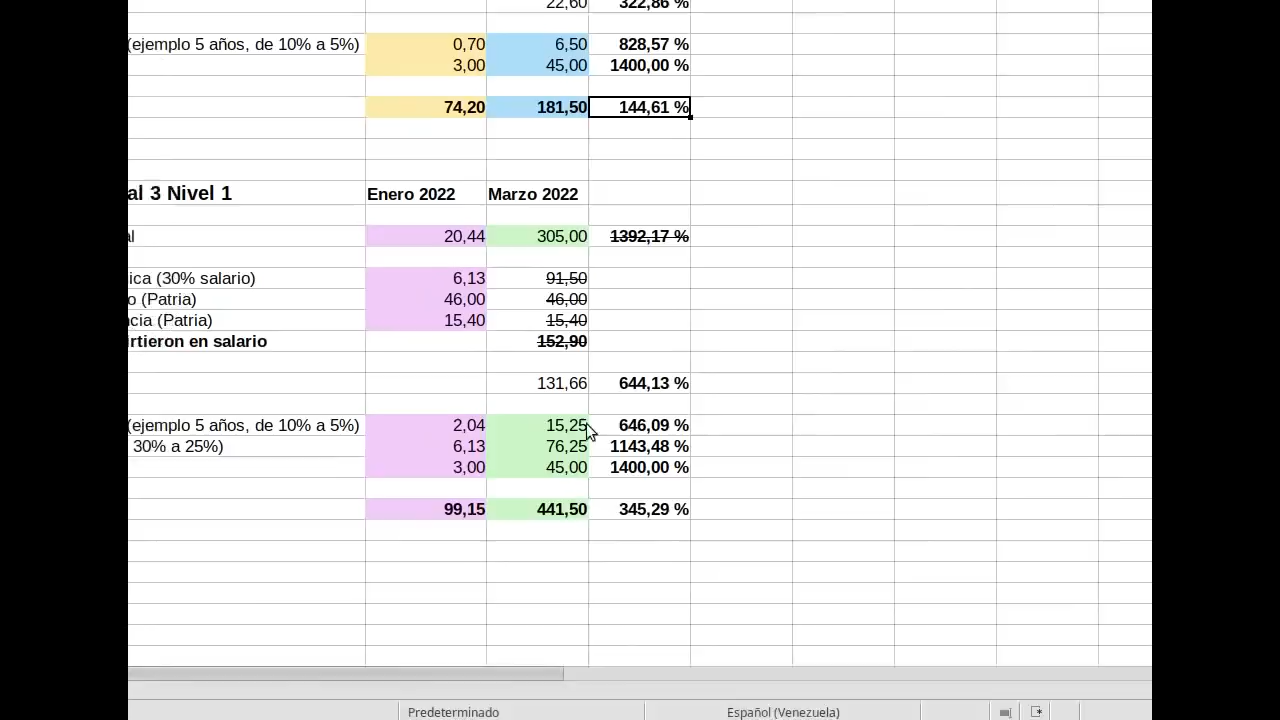 22,60 322,86 %
(ejemplo 5 años, de 10% a 5%) 0,70 6,50 828,57 %
3,00 45,00 1400,00 %
74,20 181,50 144,61 %
al 3 Nivel 1 Enero 2022 Marzo 2022
al 20,44 305,00 1392,17 %
ica (30% salario) 6,13 91,50
o (Patria) 46,00 46,00
ncia (Patria) 15,40 15,40
irtieron en salario 152,90
131,66 644,13 %
(ejemplo 5 años, de 10% a 5%) 2,04 15,25 646,09 %
30% a 25%) 6,13 76,25 1143,48 %
3,00 45,00 1400,00 %
99,15 441,50 345,29 %
Predeterminado Español (Venezuela)